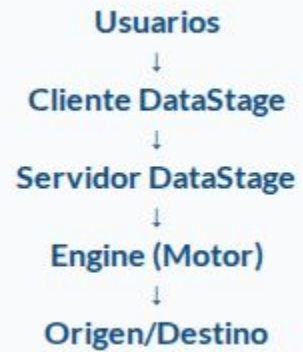 Usuarios
↓
Cliente DataStage
↓
Servidor DataStage
↓
Engine (Motor)
↓
Origen/Destino